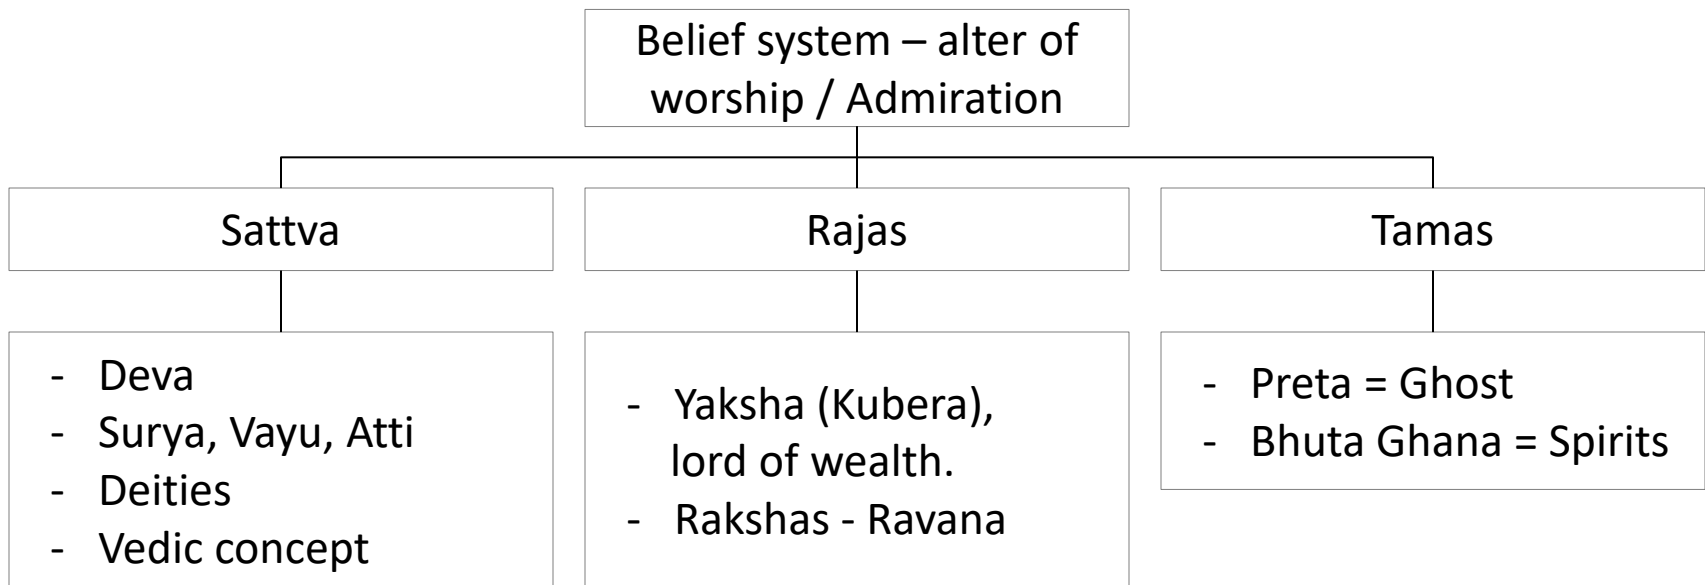 Belief system – alter of
worship / Admiration
Sattva
Rajas
Tamas
- Deva
- Surya, Vayu, Atti
- Deities
- Vedic concept
- Yaksha (Kubera),
lord of wealth.
- Rakshas - Ravana
- Preta = Ghost
- Bhuta Ghana = Spirits